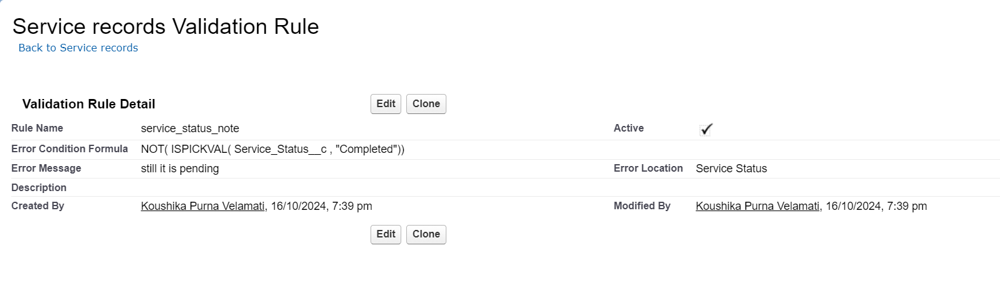 Service records Validation Rule
Back to Service records
Validation Rule Detail Edit Clone
Rule Name service_status_note Active
Error Condition Formula NOT( ISPICKVAL( Service_Status__c , "Completed"))
Error Message still it is pending Error Location Service Status
Description
Created By Koushika Purna Velamati, 16/10/2024, 7:39 pm Modified By Koushika Purna Velamati, 16/10/2024, 7:39 pm
Edit Clone